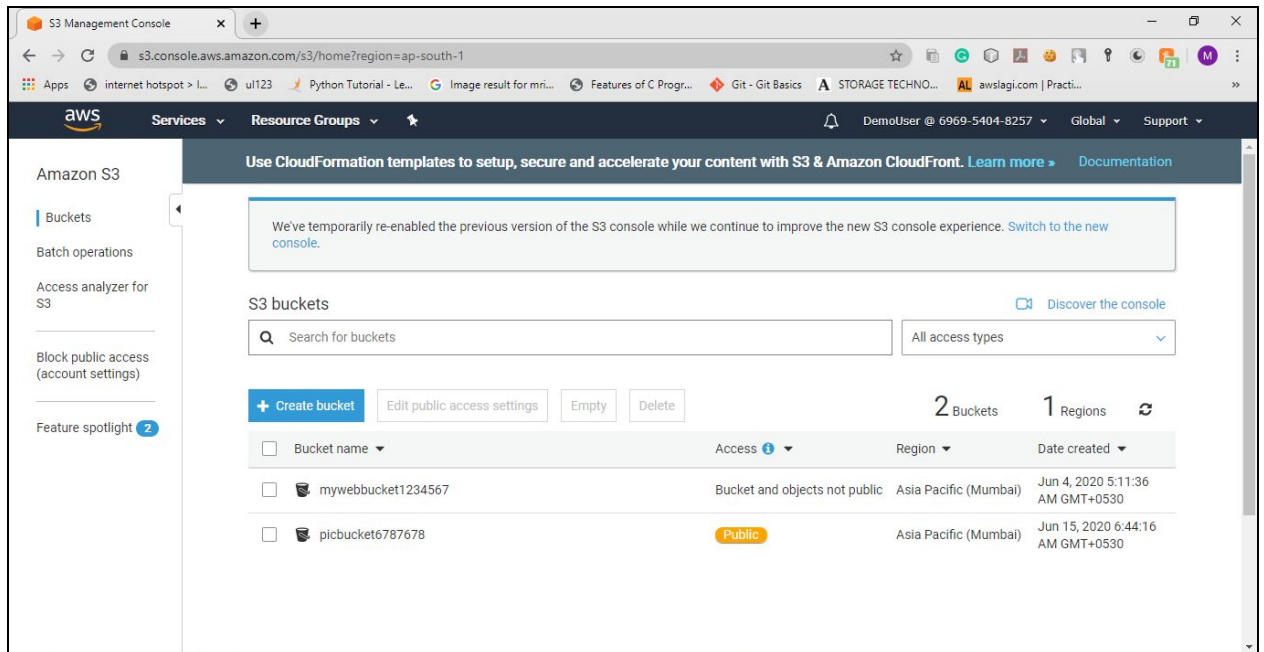 S3 Management Console
s3.console.aws.amazon.com/s3/home?region=ap-south-1
71
M
Apps internet hotspot > l... ul123 Python Tutorial - Le... G Image result for mri... Features of C Progr... Git - Git Basics A STORAGE TECHNO... AL awslagi.com | Practi... »
aws Services Resource Groups DemoUser @ 6969-5404-8257 Global Support
Use CloudFormation templates to setup, secure and accelerate your content with S3 & Amazon CloudFront. Learn more » Documentation
Amazon S3
Buckets
Batch operations
Access analyzer for
S3
Block public access
(account settings)
Feature spotlight 2
We've temporarily re-enabled the previous version of the S3 console while we continue to improve the new S3 console experience. Switch to the new
console.
S3 buckets Discover the console
Search for buckets All access types
+ Create bucket Edit public access settings Empty Delete 2 Buckets 1 Regions
Bucket name Access Region Date created
mywebbucket1234567 Bucket and objects not public Asia Pacific (Mumbai) Jun 4, 2020 5:11:36
AM GMT+0530
picbucket6787678 Public Asia Pacific (Mumbai) Jun 15, 2020 6:44:16
AM GMT+0530